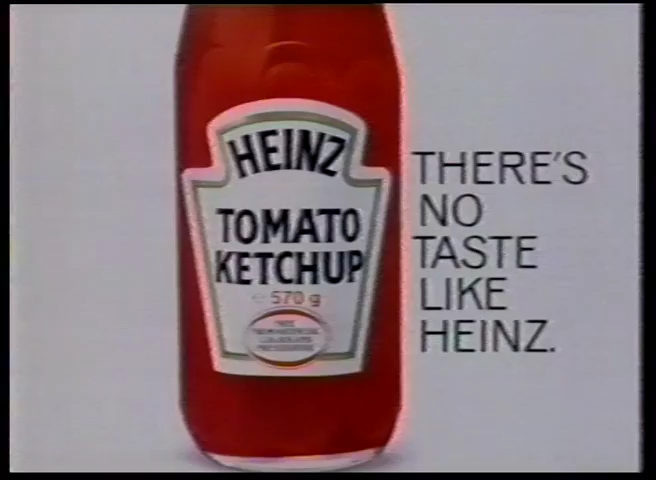 HEINZ
TOMATO
KETCHUP
e 570 g
THERE'S
NO
TASTE
LIKE
HEINZ.